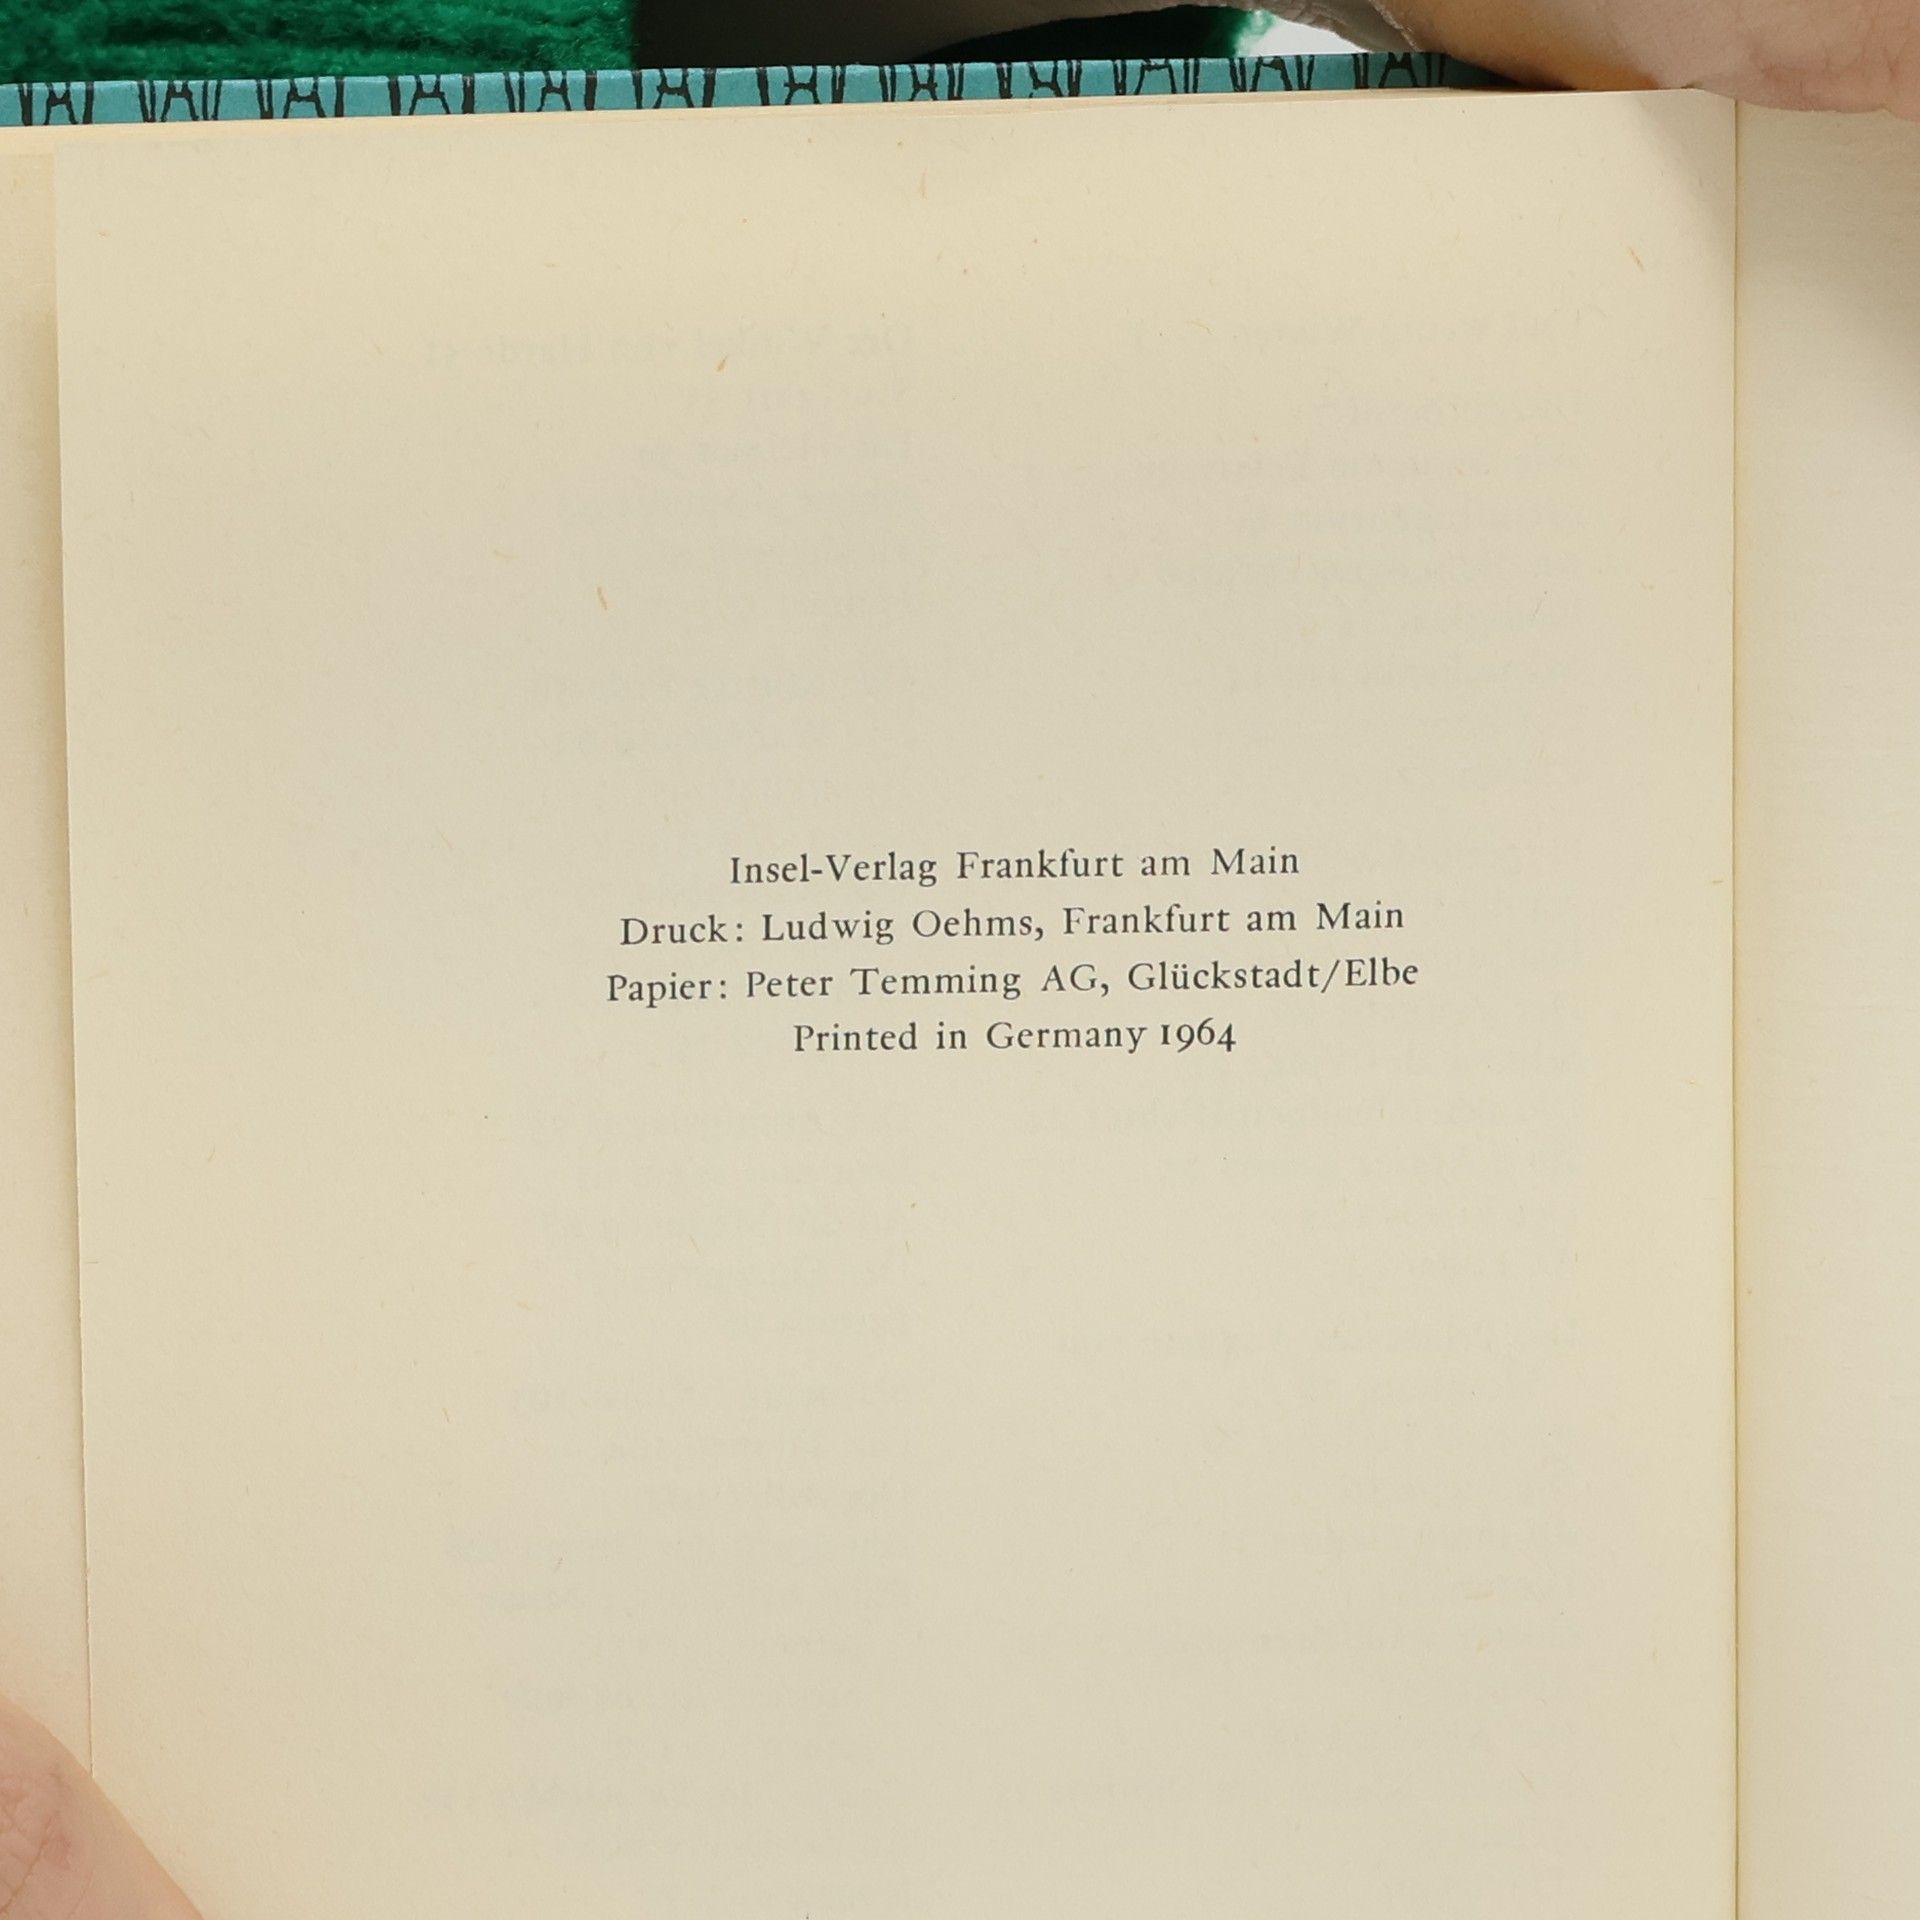 Insel-Verlag Frankfurt am Main
Druck: Ludwig Oehms, Frankfurt am Main
Papier: Peter Temming AG, Glückstadt/Elbe
Printed in Germany 1964